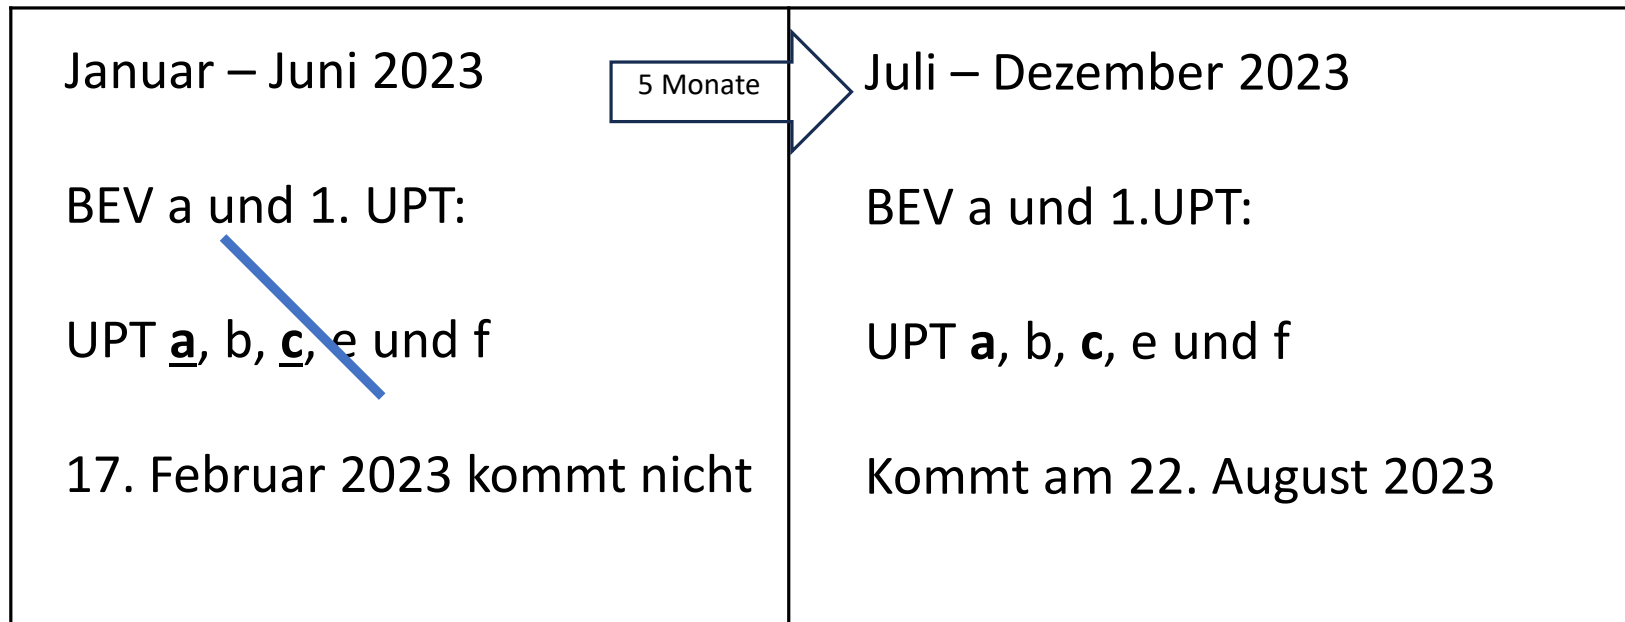 Januar – Juni 2023
5 Monate
BEV a und 1. UPT:
UPT a, b, c, e und f
17. Februar 2023 kommt nicht
Juli – Dezember 2023
BEV a und 1.UPT:
UPT a, b, c, e und f
Kommt am 22. August 2023